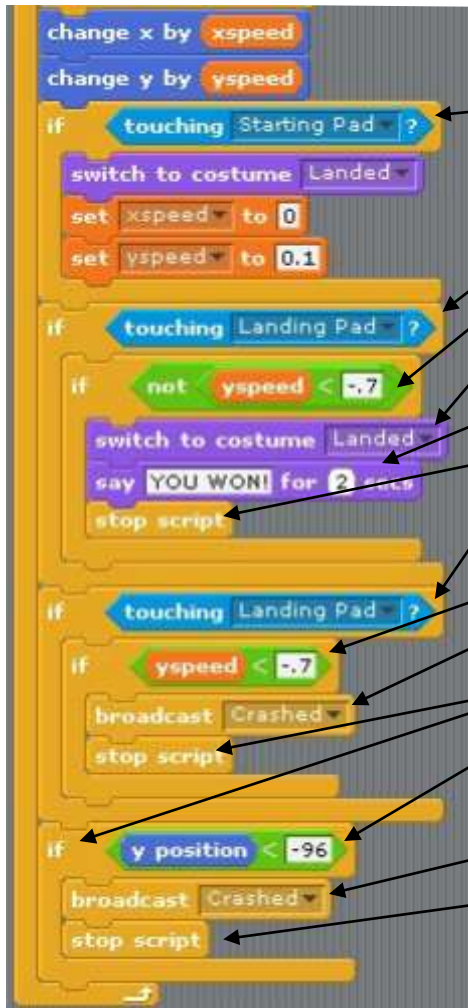 change x by xspeed
change y by yspeed
if touching Starting Pad ?
switch to costume Landed
set xspeed to 0
set yspeed to 0.1
if touching Landing Pad ?
if not yspeed < -.7
switch to costume Landed
say YOU WON! for 2 secs
stop script
if touching Landing Pad ?
if yspeed < -.7
broadcast Crashed
stop script
if y position < -96
broadcast Crashed
stop script